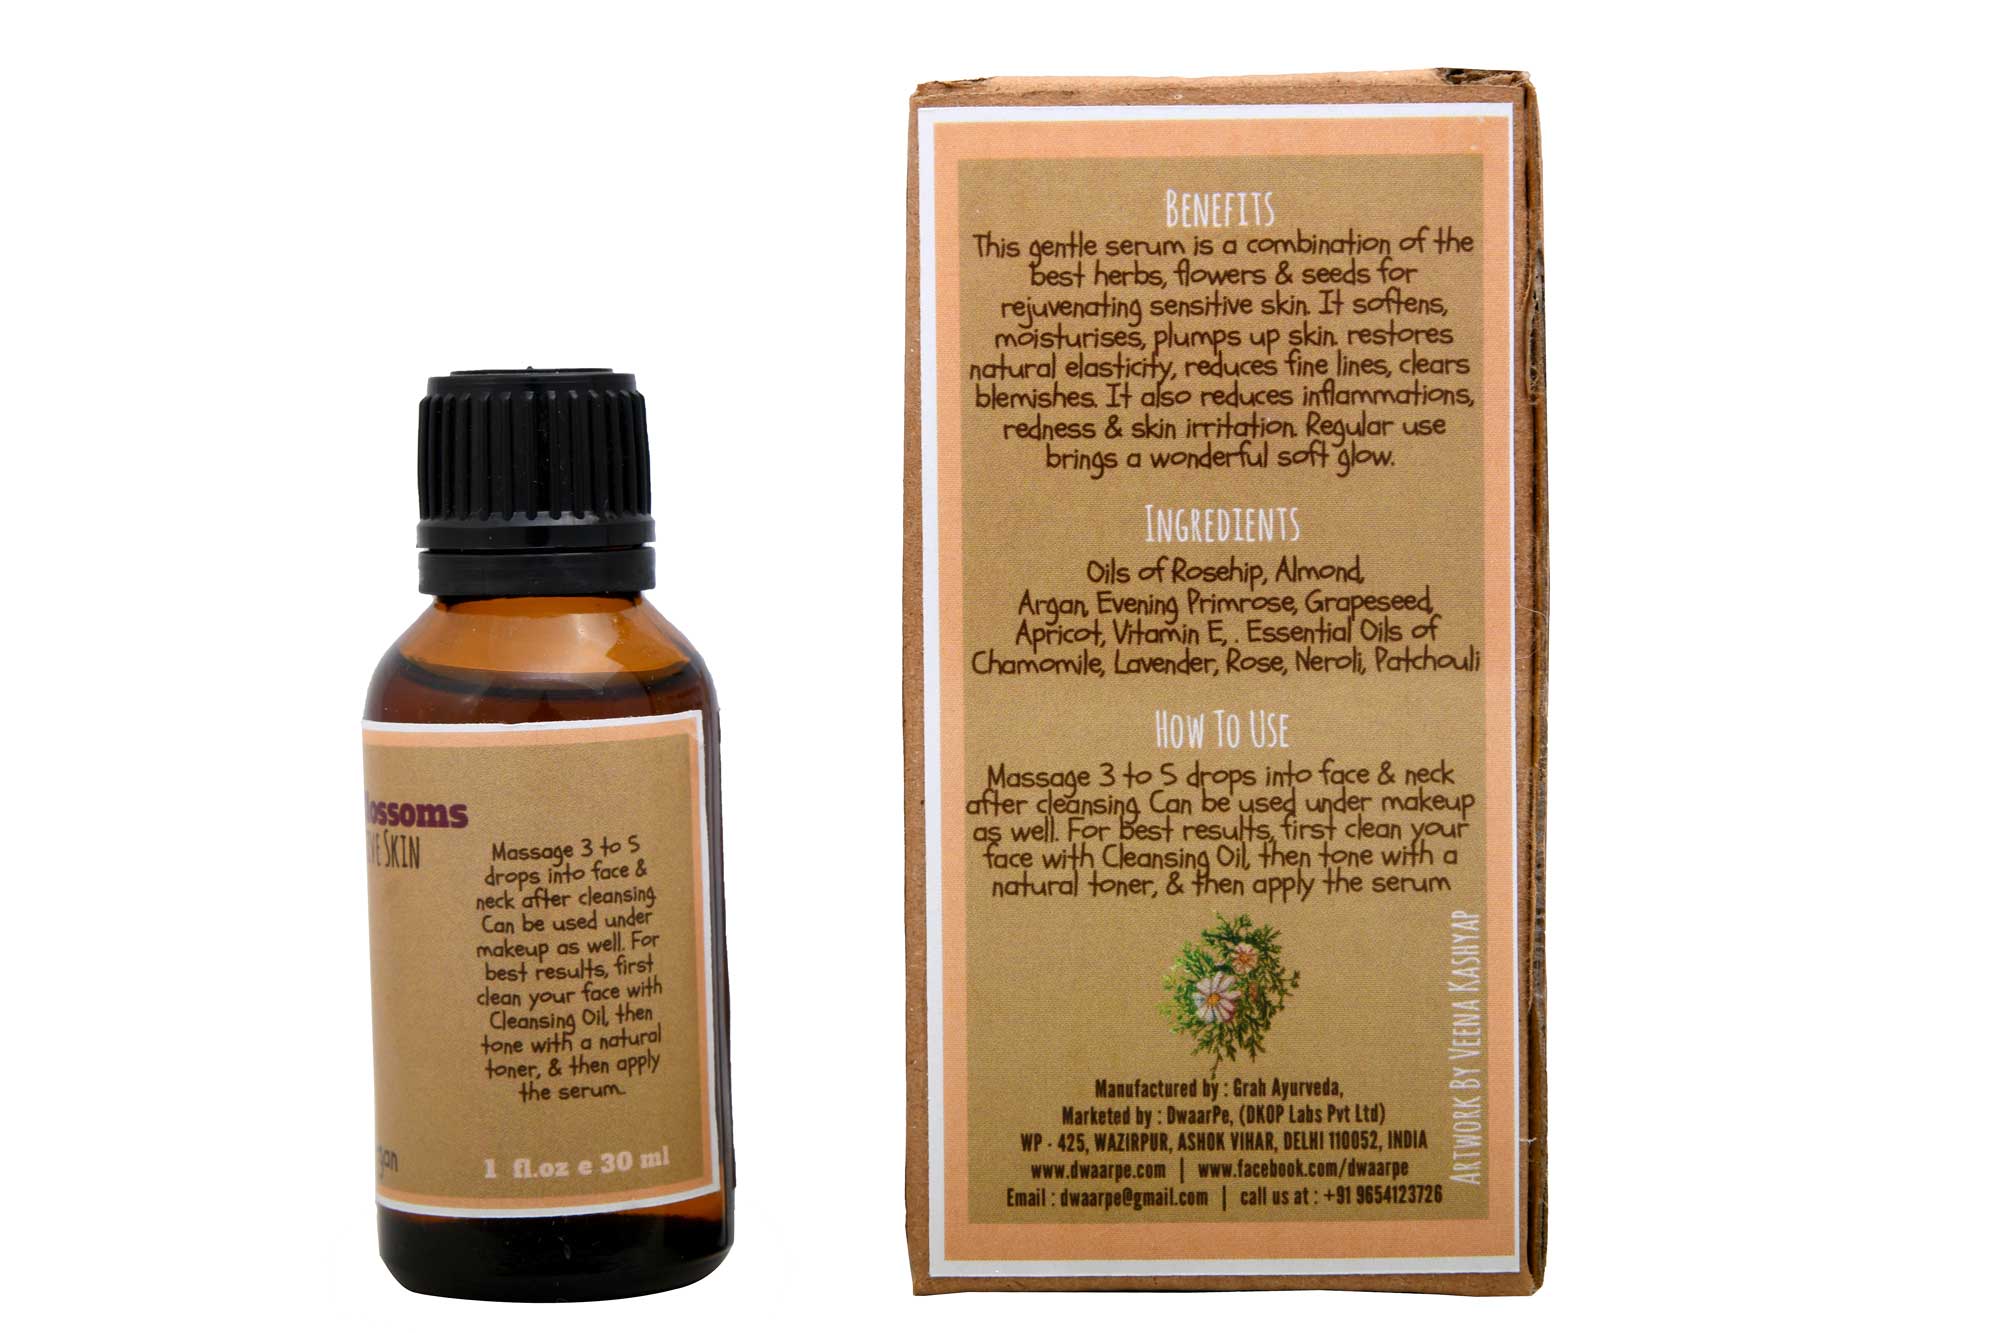 lossoms
Skin
Massage 3 to 5
drops into face &
neck after cleansing.
Can be used under
makeup as well. For
best results, first
clean your face with
Cleansing Oil, then
tone with a natural
toner, & then apply
the serum..
gan
1 fl.oz e 30 ml
Benefits
This gentle serum is a combination of the
best herbs, flowers & seeds for
rejuvenating sensitive skin. It softens,
moisturises, plumps up skin. restores
natural elasticity, reduces fine lines, clears
blemishes. It also reduces inflammations,
redness & skin irritation. Regular use
brings a wonderful soft glow.
Ingredients
Oils of Rosehip, Almond,
Argan, Evening Primrose, Grapeseed,
Apricot, Vitamin E, . Essential Oils of
Chamomile, Lavender, Rose, Neroli, Patchouli
How To Use
Massage 3 to 5 drops into face & neck
after cleansing. Can be used under makeup
as well. For best results, first clean your
face with Cleansing Oil, then tone with a
natural toner, & then apply the serum
Artwork By Veena Kashyap
Manufactured by : Grah Ayurveda,
Marketed by : DwaarPe, (DKOP Labs Pvt Ltd)
WP - 425, WAZIRPUR, ASHOK VIHAR, DELHI 110052, INDIA
www.dwaarpe.com | www.facebook.com/dwaarpe
Email : dwaarpe@gmail.com | call us at : +91 9654123726